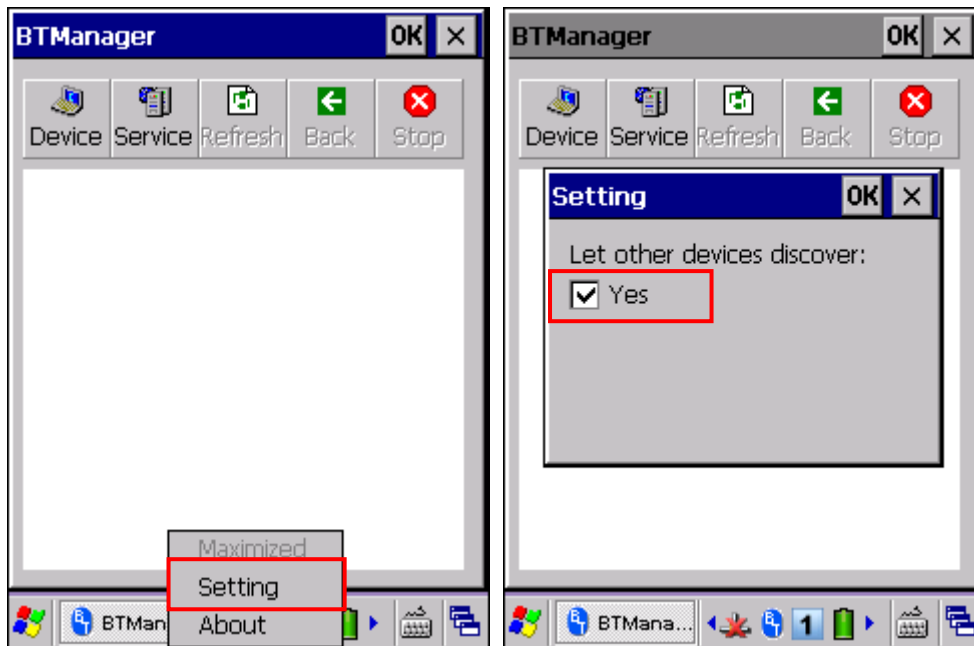 BTManager OK
Device Service Refresh Back Stop
Maximized
Setting
About
BTMan
BTManager OK
Device Service Refresh Back Stop
Setting OK
Let other devices discover:
Yes
BTMana... 1